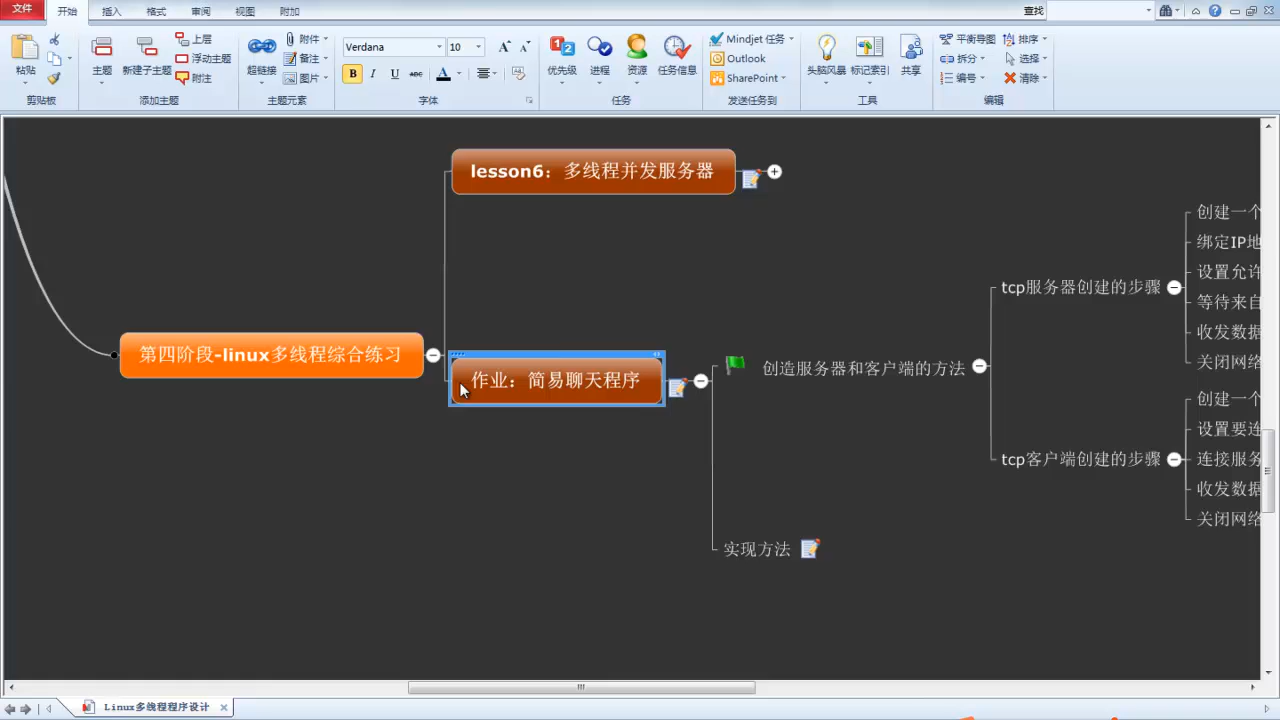 文件
开始
插入
格式
审阅
视图
附加
查找
粘贴
剪贴板
主题
新建子主题
上层
浮动主题
附注
添加主题
超链接
附件
备注
图片
主题元素
Verdana
10
B I U abc A
字体
优先级
进程
资源
任务信息
任务
Mindjet 任务
Outlook
SharePoint
发送任务到
头脑风暴
标记索引
共享
工具
平衡导图
拆分
编号
排序
选择
清除
编辑
lesson6：多线程并发服务器
第四阶段-linux多线程综合练习
作业：简易聊天程序
创造服务器和客户端的方法
tcp服务器创建的步骤
创建一个
绑定IP地
设置允许
等待来自
收发数据
关闭网络
tcp客户端创建的步骤
创建一个
设置要连
连接服务
收发数据
关闭网络
实现方法
Linux多线程程序设计